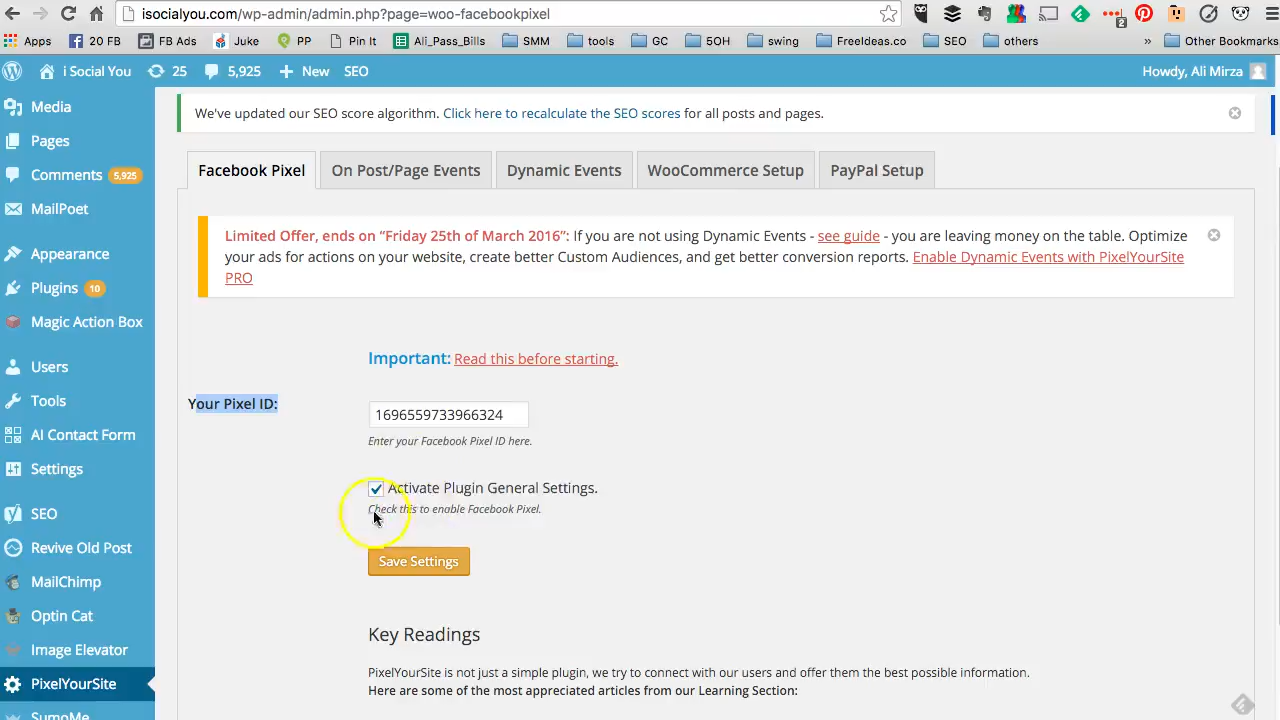 isocialyou.com/wp-admin/admin.php?page=woo-facebookpixel
2
Apps 20 FB FB Ads Juke PP Pin It Ali_Pass_Bills SMM tools GC 5OH swing FreeIdeas.co SEO others » Other Bookmarks
i Social You 25 5,925 New SEO Howdy, Ali Mirza
Media
Pages
Comments 5,925
MailPoet
Appearance
Plugins 10
Magic Action Box
Users
Tools
AI Contact Form
Settings
SEO
Revive Old Post
MailChimp
Optin Cat
Image Elevator
PixelYourSite
SumoMe
We've updated our SEO score algorithm. Click here to recalculate the SEO scores for all posts and pages.
Facebook Pixel On Post/Page Events Dynamic Events WooCommerce Setup PayPal Setup
Limited Offer, ends on “Friday 25th of March 2016”: If you are not using Dynamic Events - see guide - you are leaving money on the table. Optimize
your ads for actions on your website, create better Custom Audiences, and get better conversion reports. Enable Dynamic Events with PixelYourSite
PRO
Important: Read this before starting.
Your Pixel ID:
1696559733966324
Enter your Facebook Pixel ID here.
Activate Plugin General Settings.
Check this to enable Facebook Pixel.
Save Settings
Key Readings
PixelYourSite is not just a simple plugin, we try to connect with our users and offer them the best possible information.
Here are some of the most appreciated articles from our Learning Section: